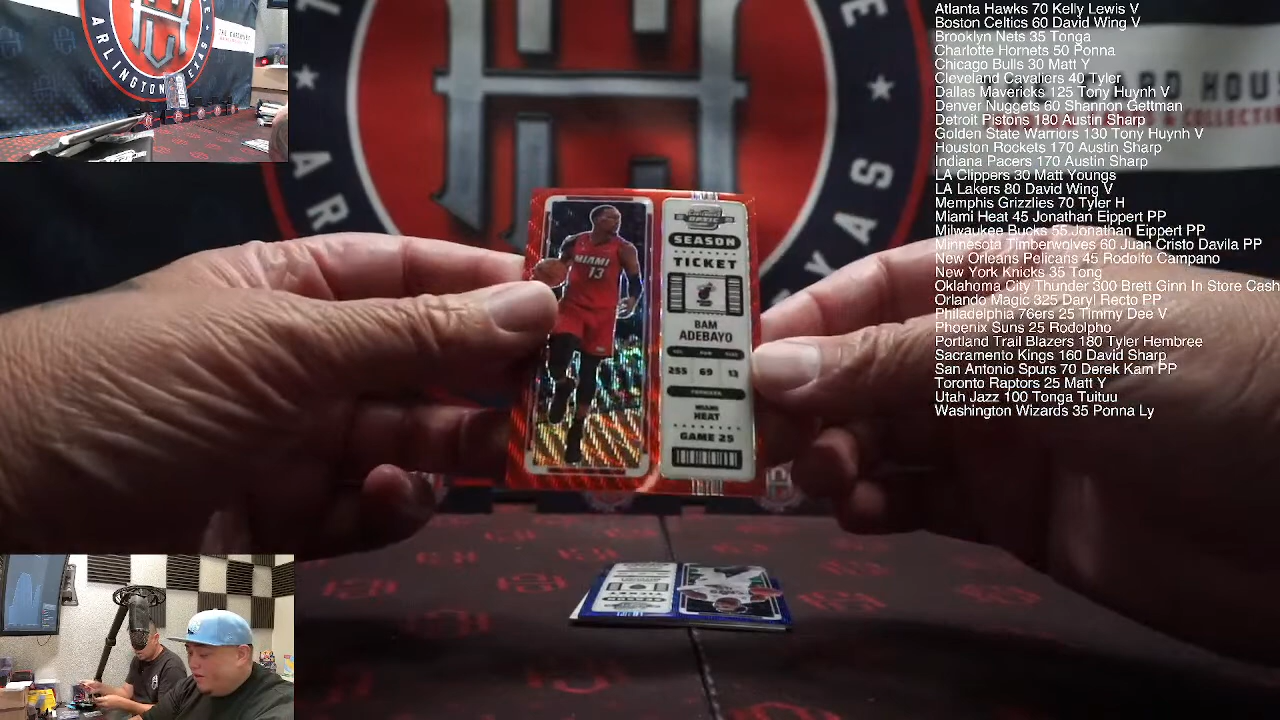 Atlanta Hawks 70 Kelly Lewis V
Boston Celtics 60 David Wing V
Brooklyn Nets 35 Tonga
Charlotte Hornets 50 Ponna
Chicago Bulls 30 Matt Y
Cleveland Cavaliers 40 Tyler
Dallas Mavericks 125 Tony Huynh V
Denver Nuggets 60 Shannon Gettman
Detroit Pistons 180 Austin Sharp
Golden State Warriors 130 Tony Huynh V
Houston Rockets 170 Austin Sharp
Indiana Pacers 170 Austin Sharp
LA Clippers 30 Matt Youngs
LA Lakers 80 David Wing V
Memphis Grizzlies 70 Tyler H
Miami Heat 45 Jonathan Eippert PP
Milwaukee Bucks 55 Jonathan Eippert PP
Minnesota Timberwolves 60 Juan Cristo Davila PP
New Orleans Pelicans 45 Rodolfo Campano
New York Knicks 35 Tong
Oklahoma City Thunder 300 Brett Ginn In Store Cash
Orlando Magic 325 Daryl Recto PP
Philadelphia 76ers 25 Timmy Dee V
Phoenix Suns 25 Rodolpho
Portland Trail Blazers 180 Tyler Hembree
Sacramento Kings 160 David Sharp
San Antonio Spurs 70 Derek Kam PP
Toronto Raptors 25 Matt Y
Utah Jazz 100 Tonga Tuituu
Washington Wizards 35 Ponna Ly
ARLINGTON TEXAS
MIAMI
13
OPTIC
SEASON
TICKET
BAM
ADEBAYO
255 69 13
MIAMI
HEAT
GAME 25
SEASON